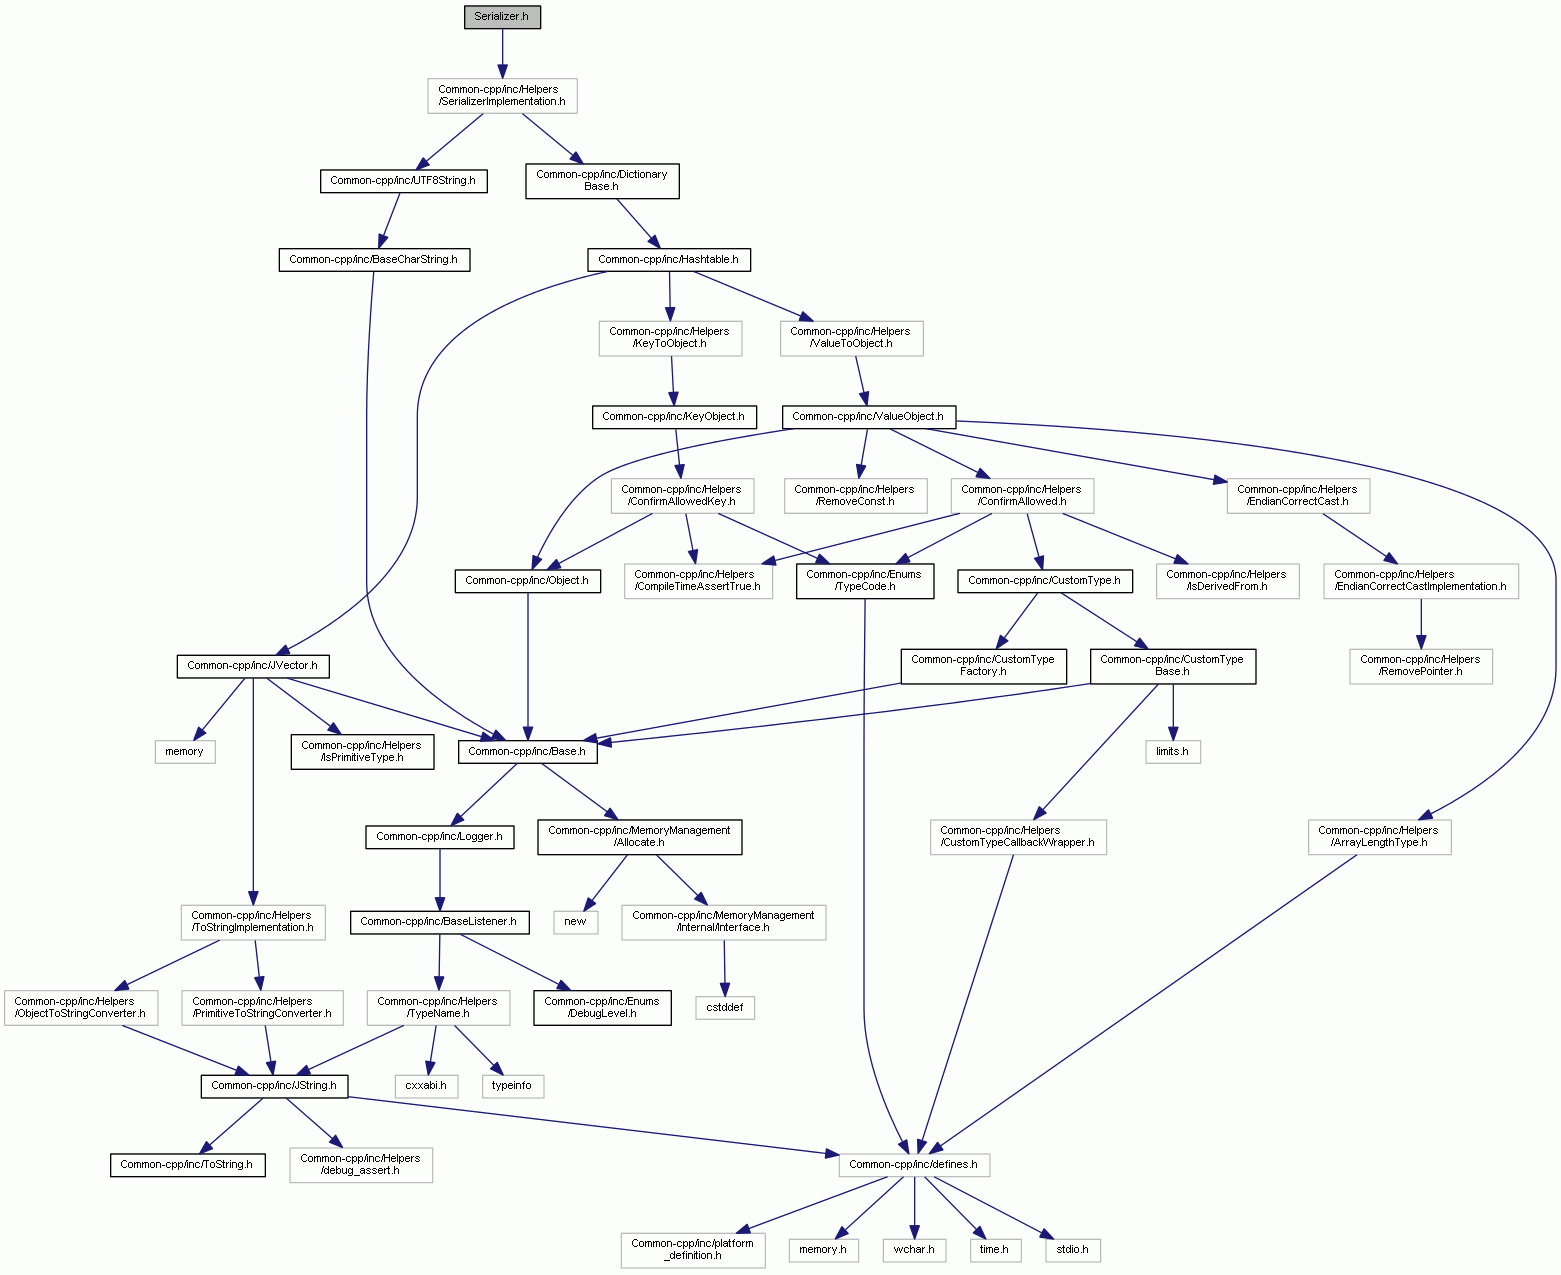 Serializer.h
Common-cpp/inc/Helpers
/SerializerImplementation.h
Common-cpp/inc/UTF8String.h
Common-cpp/inc/Dictionary
Base.h
Common-cpp/inc/BaseCharString.h
Common-cpp/inc/Hashtable.h
Common-cpp/inc/Helpers
/KeyToObject.h
Common-cpp/inc/Helpers
/ValueToObject.h
Common-cpp/inc/KeyObject.h
Common-cpp/inc/ValueObject.h
Common-cpp/inc/Helpers
/ConfirmAllowedKey.h
Common-cpp/inc/Helpers
/RemoveConst.h
Common-cpp/inc/Helpers
/ConfirmAllowed.h
Common-cpp/inc/Helpers
/EndianCorrectCast.h
Common-cpp/inc/Object.h
Common-cpp/inc/Helpers
/CompileTimeAssertTrue.h
Common-cpp/inc/Enums
/TypeCode.h
Common-cpp/inc/CustomType.h
Common-cpp/inc/Helpers
/IsDerivedFrom.h
Common-cpp/inc/Helpers
/EndianCorrectCastImplementation.h
Common-cpp/inc/JVector.h
Common-cpp/inc/CustomType
Factory.h
Common-cpp/inc/CustomType
Base.h
Common-cpp/inc/Helpers
/RemovePointer.h
memory
Common-cpp/inc/Helpers
/IsPrimitiveType.h
Common-cpp/inc/Base.h
limits.h
Common-cpp/inc/Logger.h
Common-cpp/inc/MemoryManagement
/Allocate.h
Common-cpp/inc/Helpers
/CustomTypeCallbackWrapper.h
Common-cpp/inc/Helpers
/ArrayLengthType.h
Common-cpp/inc/Helpers
/ToStringImplementation.h
Common-cpp/inc/BaseListener.h
new
Common-cpp/inc/MemoryManagement
/Internal/Interface.h
Common-cpp/inc/Helpers
/ObjectToStringConverter.h
Common-cpp/inc/Helpers
/PrimitiveToStringConverter.h
Common-cpp/inc/Helpers
/TypeName.h
Common-cpp/inc/Enums
/DebugLevel.h
cstddef
Common-cpp/inc/JString.h
cxxabi.h
typeinfo
Common-cpp/inc/ToString.h
Common-cpp/inc/Helpers
/debug_assert.h
Common-cpp/inc/defines.h
Common-cpp/inc/platform
_definition.h
memory.h
wchar.h
time.h
stdio.h